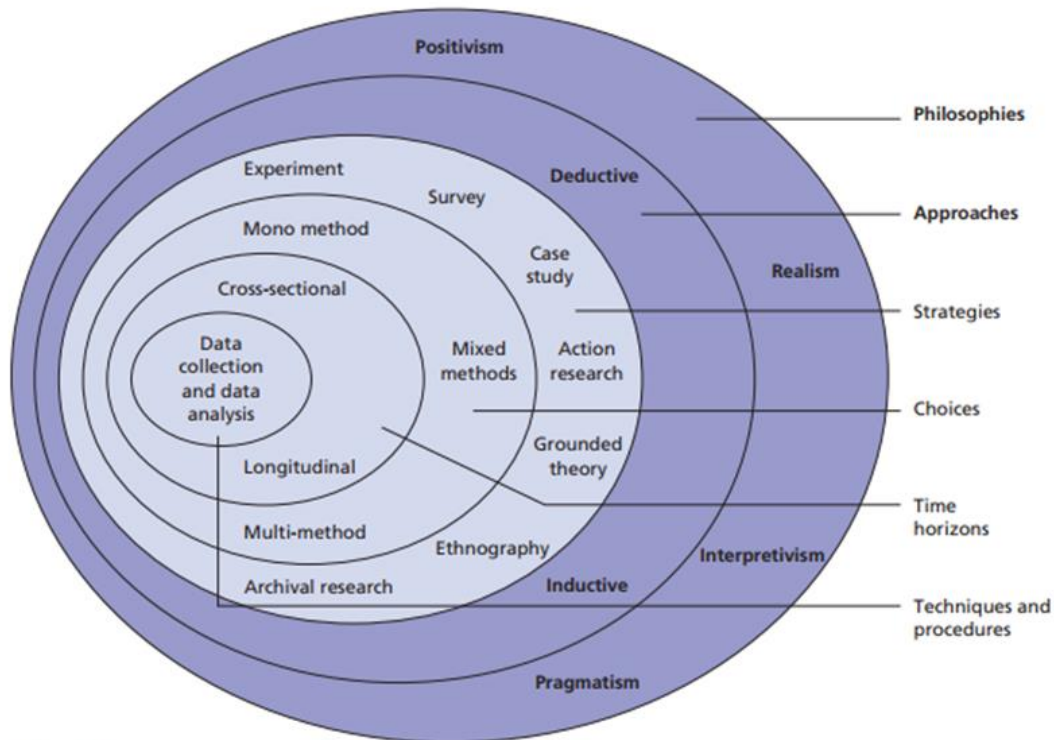 Positivism
Philosophies
Experiment
Deductive
Survey
Approaches
Mono method
Case
study
Realism
Cross-sectional
Strategies
Data
collection
and data
analysis
Mixed
methods
Action
research
Choices
Grounded
theory
Longitudinal
Time
horizons
Multi-method
Ethnography
Interpretivism
Archival research
Inductive
Techniques and
procedures
Pragmatism